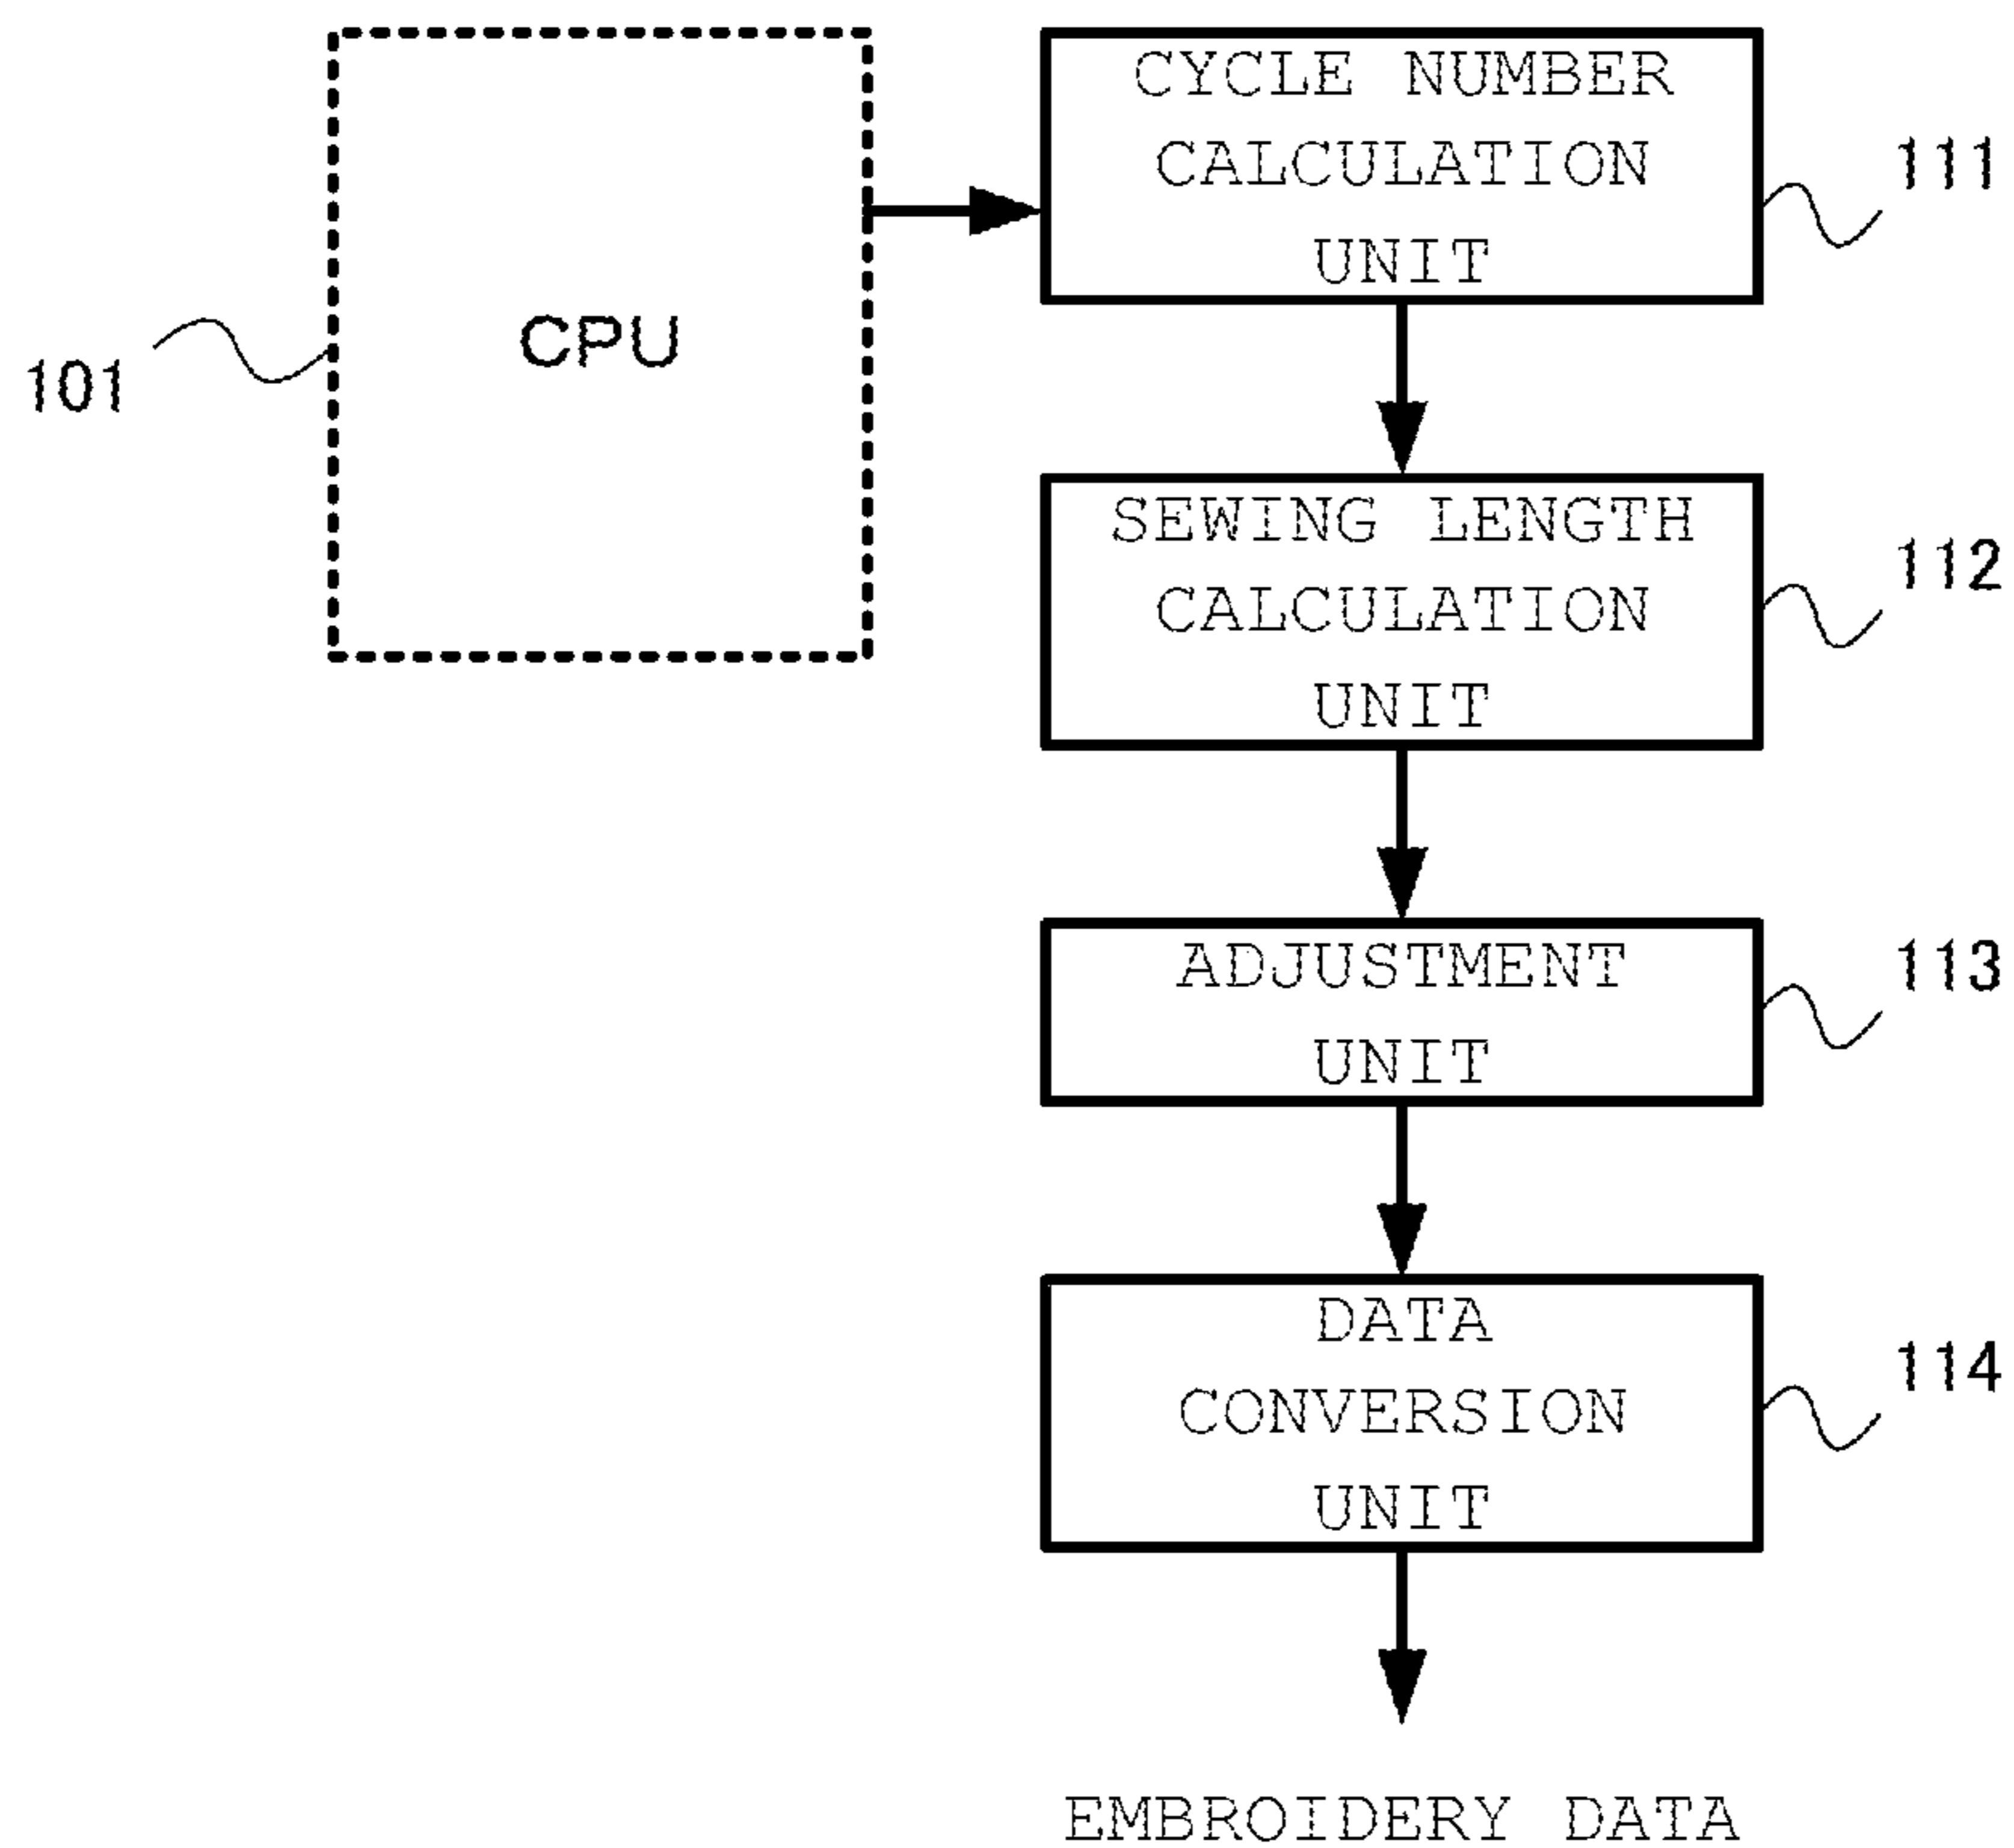 CYCLE NUMBER
CALCULATION
UNIT
111
CPU
101
SEWING LENGTH
CALCULATION
UNIT
112
ADJUSTMENT
UNIT
113
DATA
CONVERSION
UNIT
114
EMBROIDERY DATA